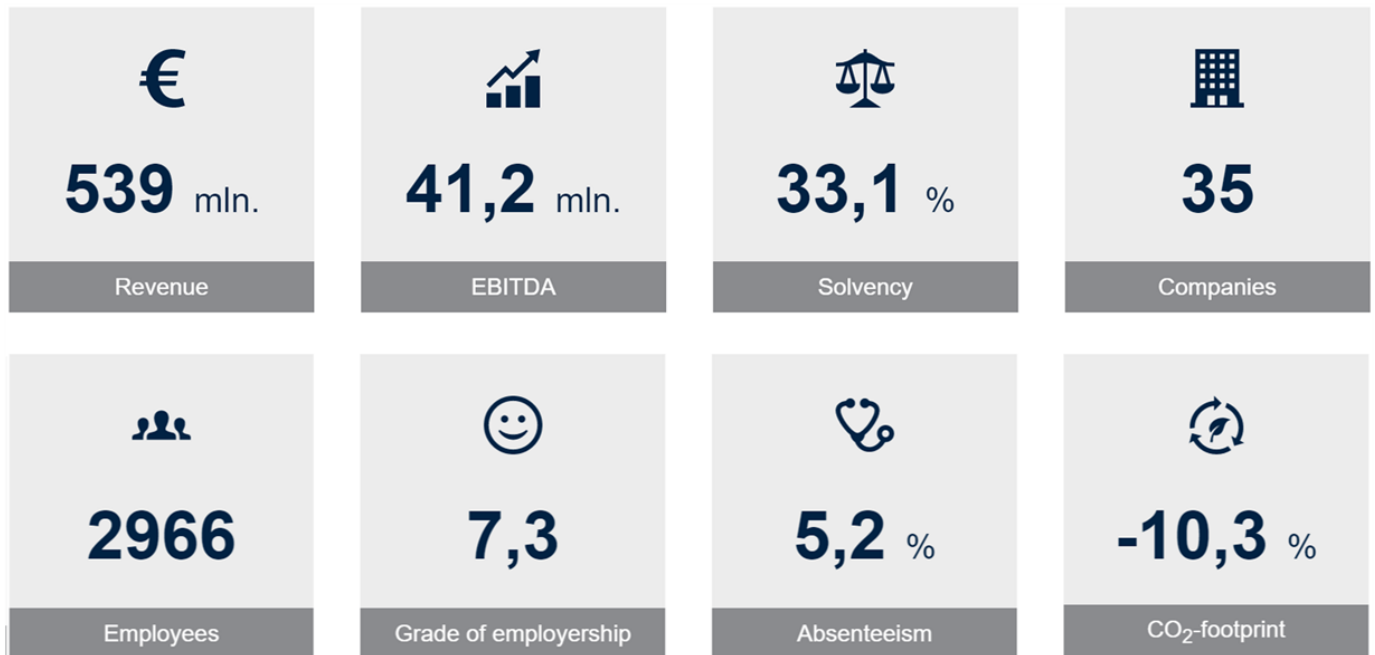 €
539 mln.
Revenue
41,2 mln.
EBITDA
33,1 %
Solvency
35
Companies
2966
Employees
7,3
Grade of employership
5,2 %
Absenteeism
-10,3 %
CO₂-footprint